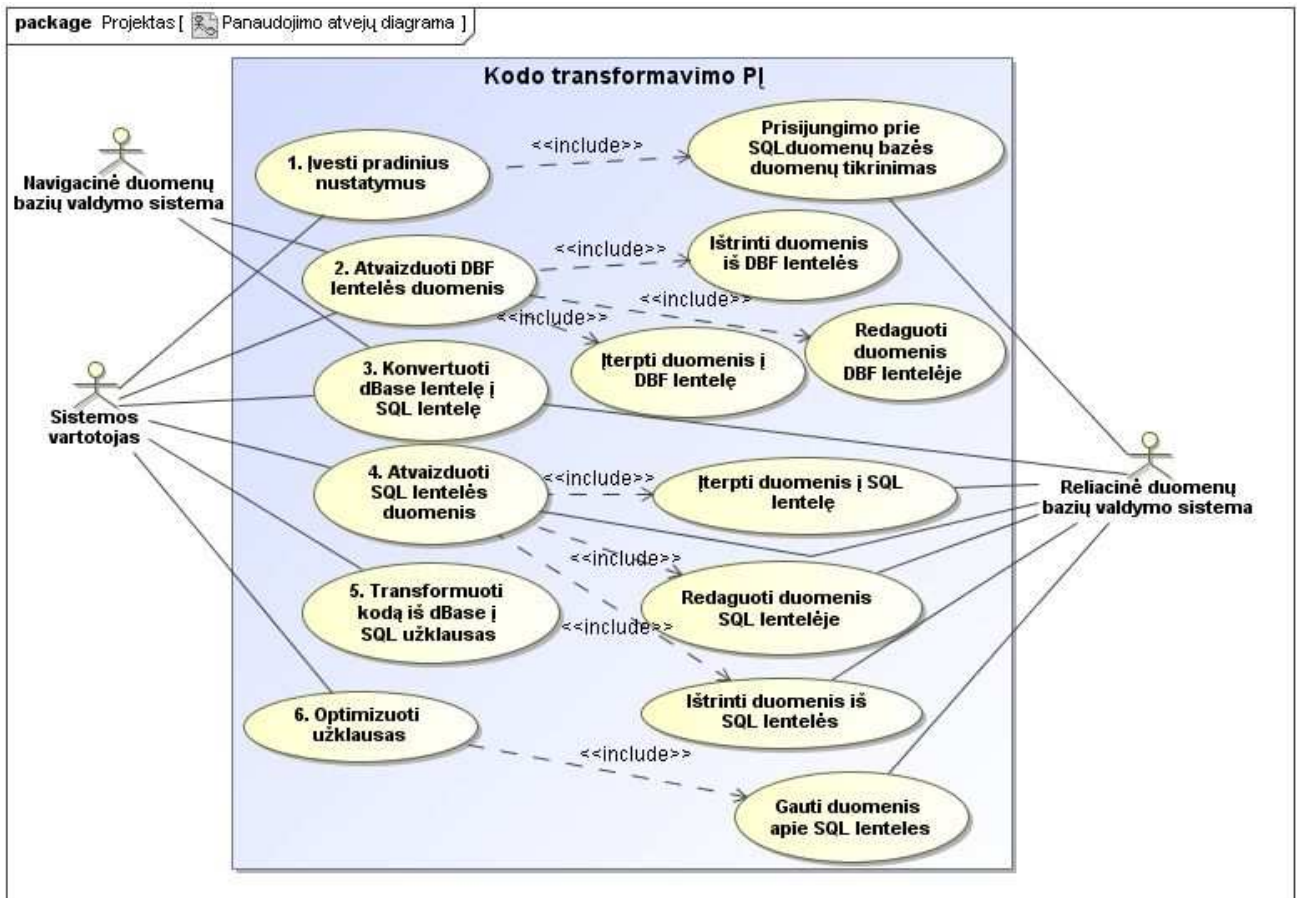 package Projektas [ Panaudojimo atvejų diagrama ]
Kodo transformavimo PĮ
Navigacinė duomenų
bazių valdymo sistema
1. Įvesti pradinius
nustatymus
<<include>>
Prisijungimo prie
SQLduomenų bazės
duomenų tikrinimas
2. Atvaizduoti DBF
lentelės duomenis
<<include>>
Ištrinti duomenis
iš DBF lentelės
<<include>>
<<include>>
Redaguoti
duomenis
DBF lentelėje
Įterpti duomenis į
DBF lentelę
3. Konvertuoti
dBase lentelę į
SQL lentelę
Sistemos
vartotojas
4. Atvaizduoti
SQL lentelės
duomenis
<<include>>
Įterpti duomenis į SQL
lentelę
Reliacinė duomenų
bazių valdymo sistema
<<include>>
Redaguoti duomenis
SQL lentelėje
5. Transformuoti
kodą iš dBase į
SQL užklausas
<<include>>
Ištrinti duomenis iš
SQL lentelės
6. Optimizuoti
užklausas
<<include>>
Gauti duomenis
apie SQL lenteles